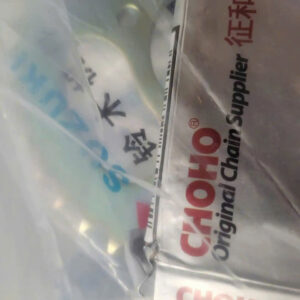 CHOHO®
Original Chain Supplier
征和
SUZUKI
铃木
CHOHO